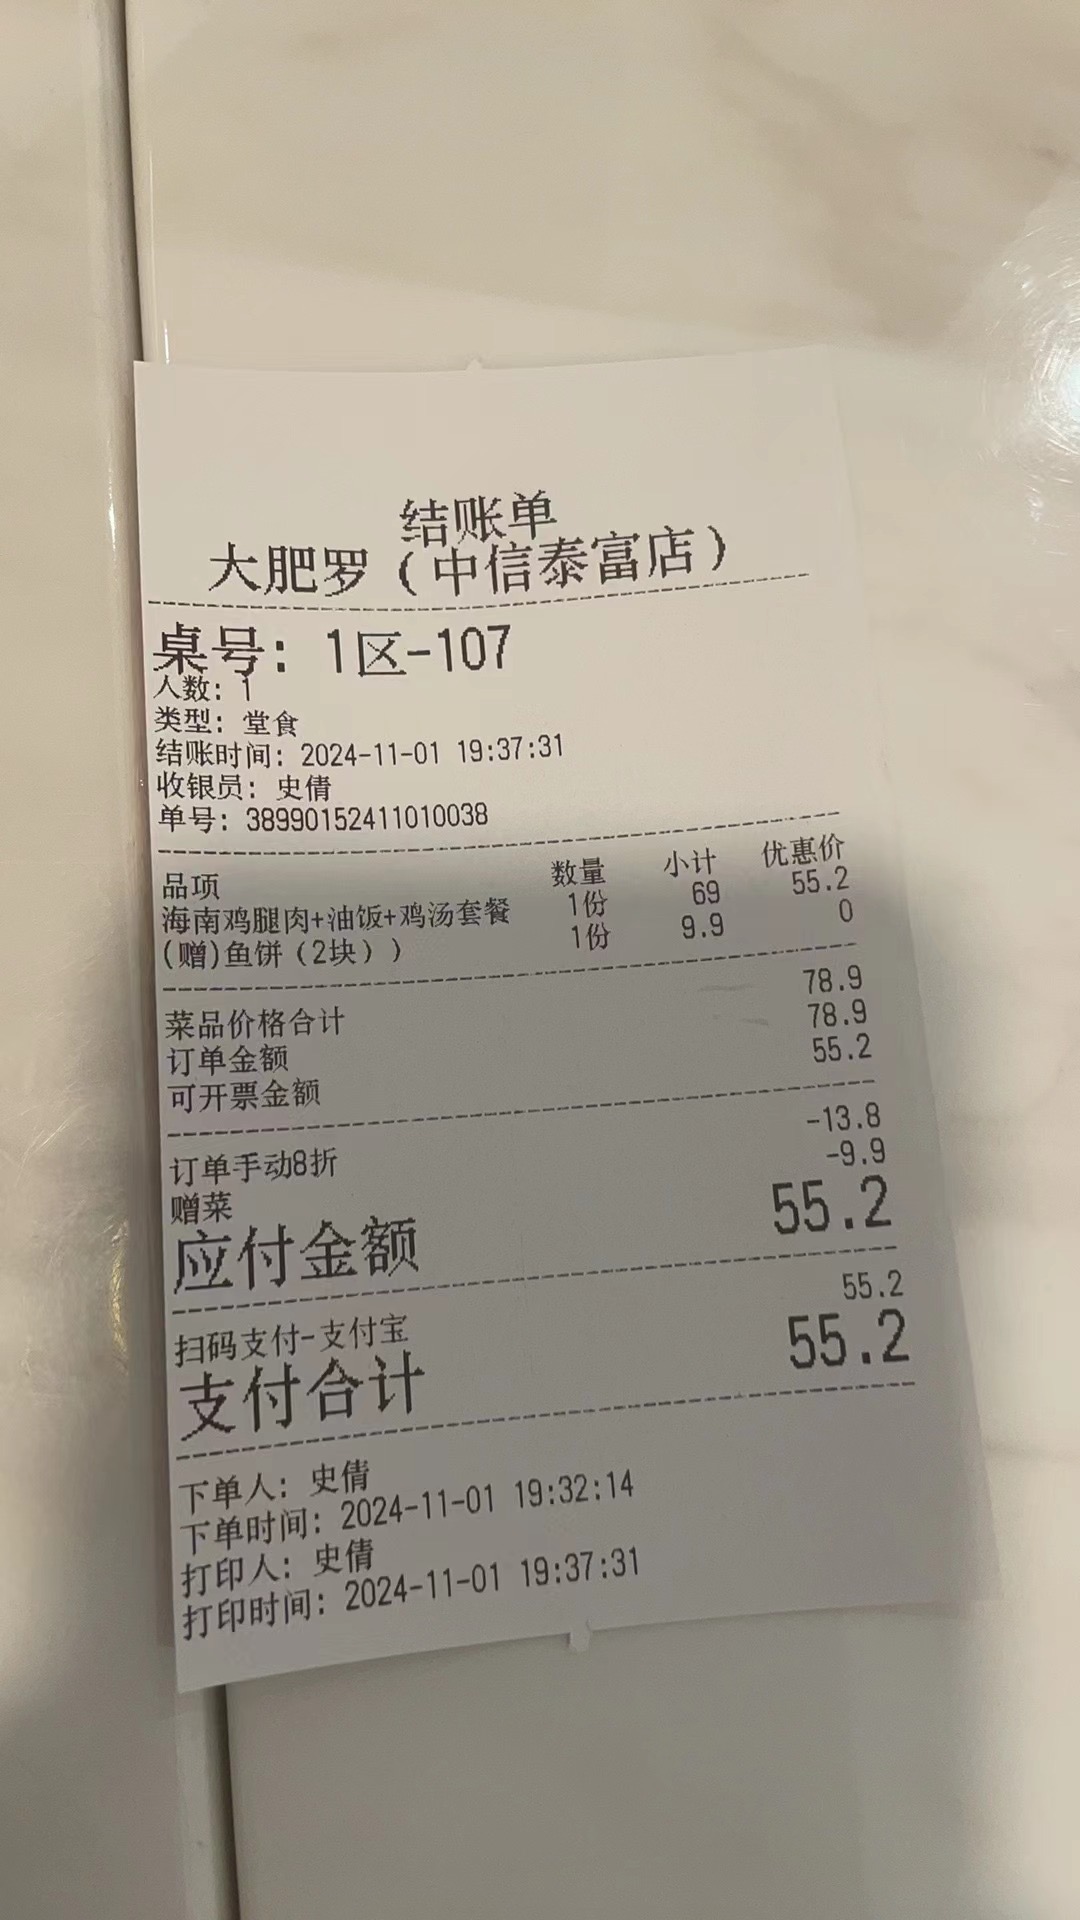 结账单
大肥罗（中信泰富店）
桌号：1区-107
人数：1
类型：堂食
结账时间：2024-11-01 19:37:31
收银员：史倩
单号：38990152411010038
品项 数量 小计 优惠价
海南鸡腿肉+油饭+鸡汤套餐 1份 69 55.2
(赠)鱼饼（2块）） 1份 9.9 0
菜品价格合计 78.9
订单金额 78.9
可开票金额 55.2
订单手动8折 -13.8
赠菜 -9.9
应付金额 55.2
扫码支付-支付宝 55.2
支付合计 55.2
下单人：史倩
下单时间：2024-11-01 19:32:14
打印人：史倩
打印时间：2024-11-01 19:37:31